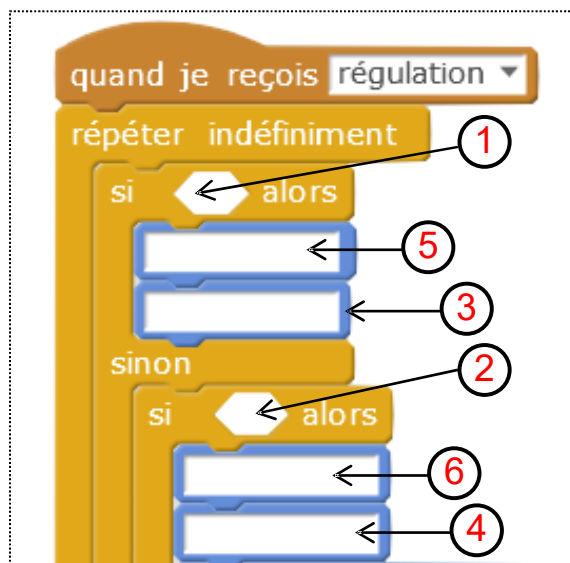 quand je reçois régulation
répéter indéfiniment
1
si alors
5
3
sinon
2
si alors
6
4